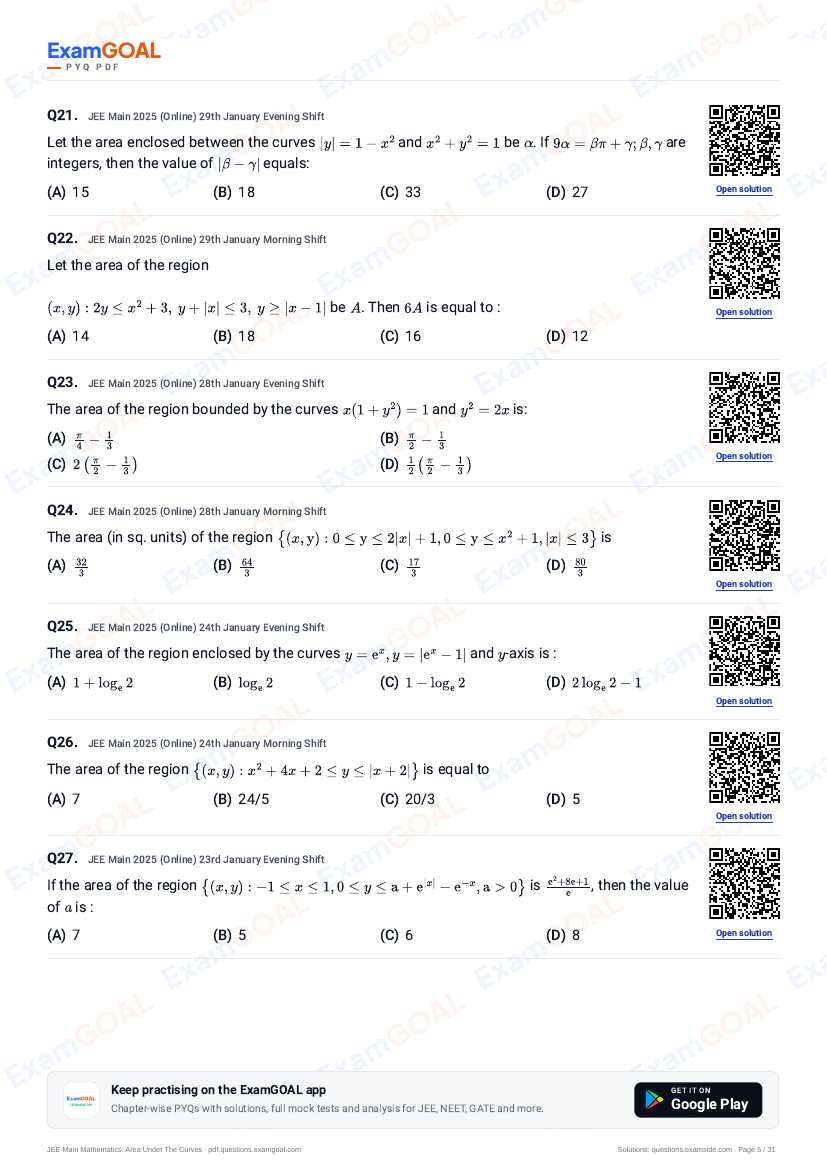 ExamGOAL
PYQ PDF
Q21. JEE Main 2025 (Online) 29th January Evening Shift
Let the area enclosed between the curves |y| = 1 − x² and x² + y² = 1 be α. If 9α = βπ + γ; β, γ are
integers, then the value of |β − γ| equals:
(A) 15 (B) 18 (C) 33 (D) 27
Open solution
Q22. JEE Main 2025 (Online) 29th January Morning Shift
Let the area of the region
(x, y) : 2y ≤ x² + 3, y + |x| ≤ 3, y ≥ |x − 1| be A. Then 6A is equal to :
(A) 14 (B) 18 (C) 16 (D) 12
Open solution
Q23. JEE Main 2025 (Online) 28th January Evening Shift
The area of the region bounded by the curves x(1 + y²) = 1 and y² = 2x is:
(A) π/4 − 1/3 (B) π/2 − 1/3
(C) 2(π/2 − 1/3) (D) 1/2(π/2 − 1/3)
Open solution
Q24. JEE Main 2025 (Online) 28th January Morning Shift
The area (in sq. units) of the region {(x, y) : 0 ≤ y ≤ 2|x| + 1, 0 ≤ y ≤ x² + 1, |x| ≤ 3} is
(A) 32/3 (B) 64/3 (C) 17/3 (D) 80/3
Open solution
Q25. JEE Main 2025 (Online) 24th January Evening Shift
The area of the region enclosed by the curves y = eˣ, y = |eˣ − 1| and y-axis is :
(A) 1 + logₑ 2 (B) logₑ 2 (C) 1 − logₑ 2 (D) 2 logₑ 2 − 1
Open solution
Q26. JEE Main 2025 (Online) 24th January Morning Shift
The area of the region {(x, y) : x² + 4x + 2 ≤ y ≤ |x + 2|} is equal to
(A) 7 (B) 24/5 (C) 20/3 (D) 5
Open solution
Q27. JEE Main 2025 (Online) 23rd January Evening Shift
If the area of the region {(x, y) : −1 ≤ x ≤ 1, 0 ≤ y ≤ a + e^|x| − e^−x, a > 0} is (e²+8e+1)/e, then the value
of a is :
(A) 7 (B) 5 (C) 6 (D) 8
Open solution
Keep practising on the ExamGOAL app
Chapter-wise PYQs with solutions, full mock tests and analysis for JEE, NEET, GATE and more.
GET IT ON
Google Play
JEE Main Mathematics: Area Under The Curves · pdf.questions.examgoal.com
Solutions: questions.examside.com · Page 5 / 31